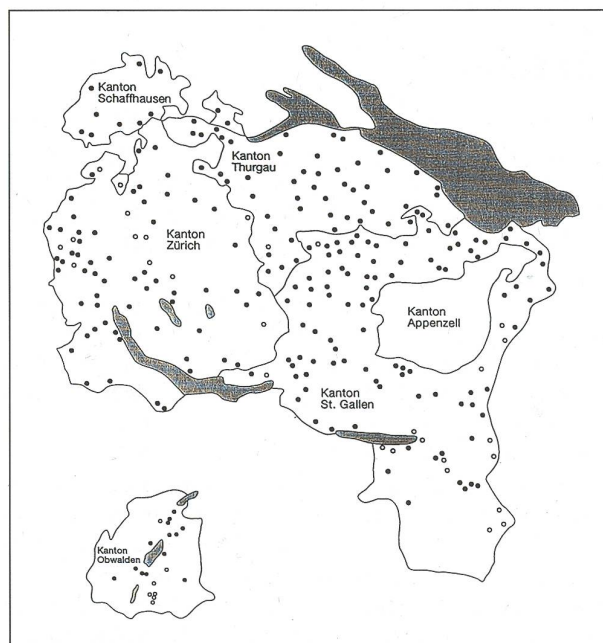 Kanton
Schaffhausen
Kanton
Thurgau
Kanton
Zürich
Kanton
Appenzell
Kanton
St. Gallen
Kanton
Obwalden